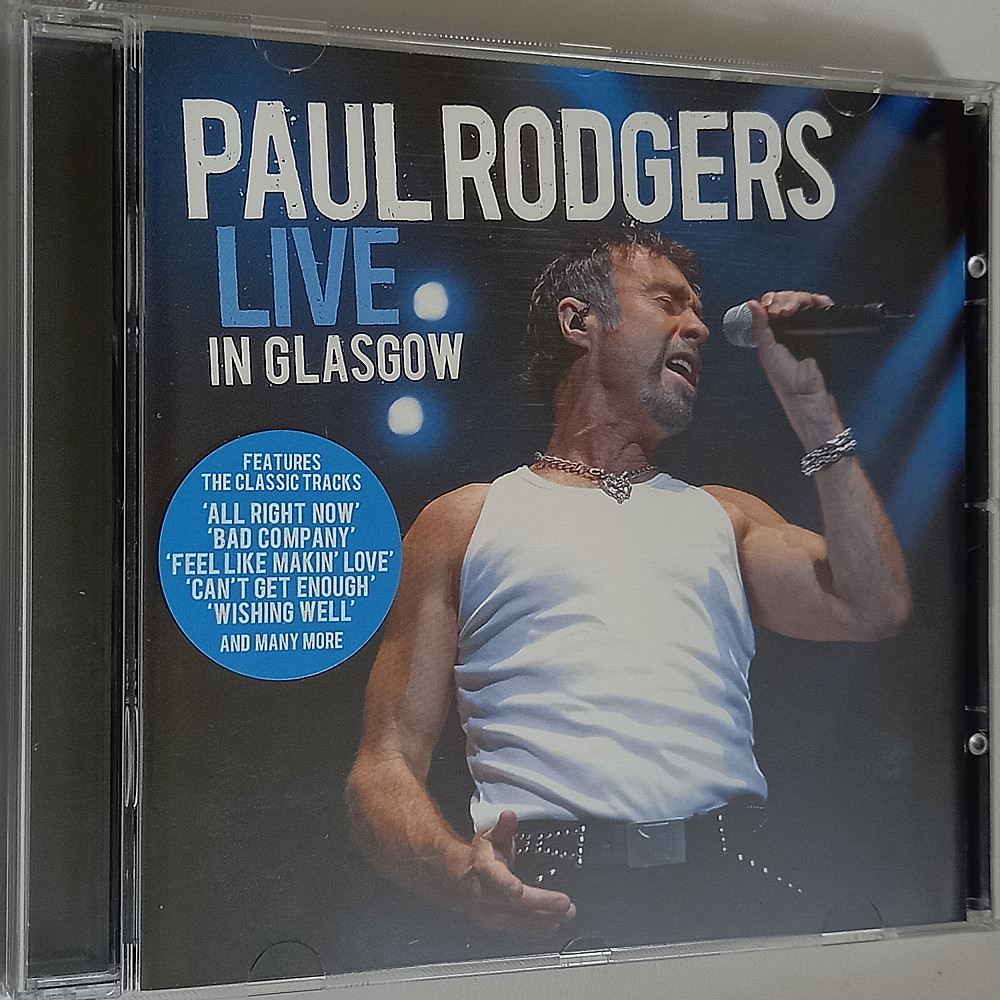 PAUL RODGERS
LIVE
IN GLASGOW
FEATURES
THE CLASSIC TRACKS
'ALL RIGHT NOW'
'BAD COMPANY'
'FEEL LIKE MAKIN' LOVE'
'CAN'T GET ENOUGH'
'WISHING WELL'
AND MANY MORE